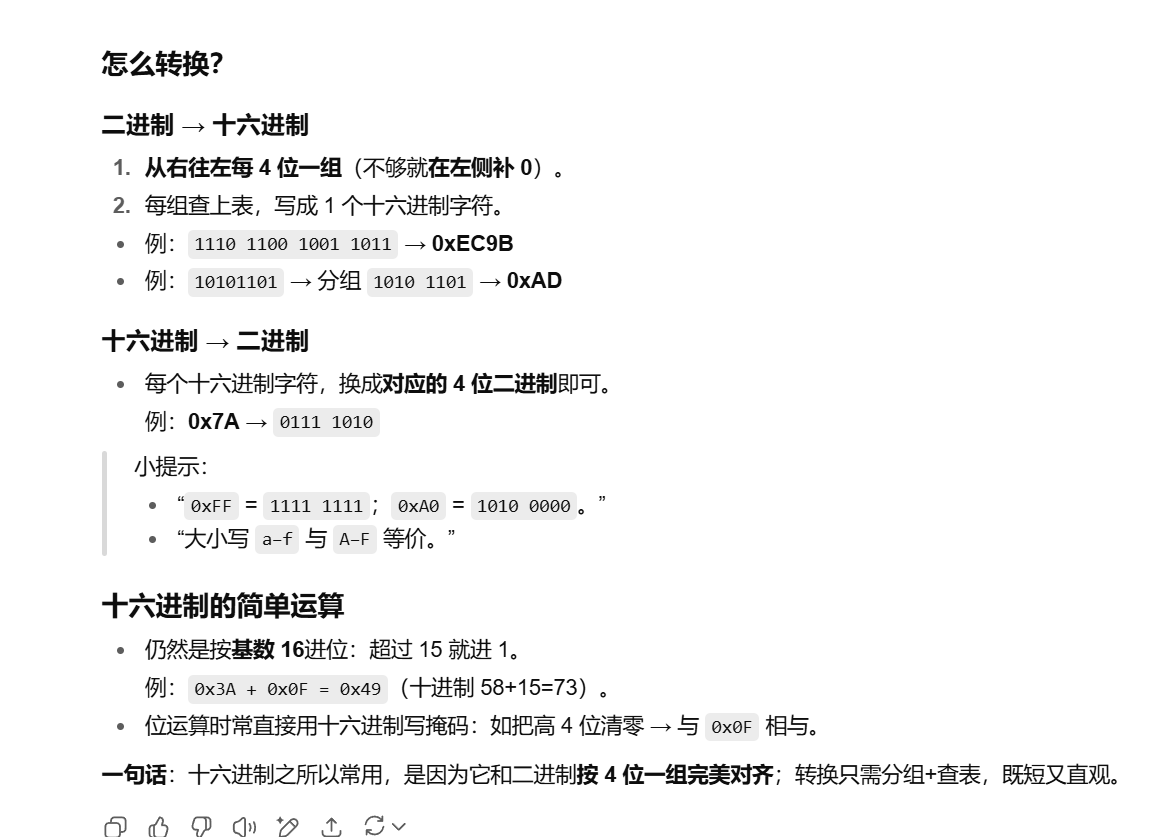 怎么转换？
二进制 → 十六进制
1. 从右往左每 4 位一组（不够就在左侧补 0）。
2. 每组查上表，写成 1 个十六进制字符。
• 例：1110 1100 1001 1011 → 0xEC9B
• 例：10101101 → 分组 1010 1101 → 0xAD
十六进制 → 二进制
• 每个十六进制字符，换成对应的 4 位二进制即可。
例：0x7A → 0111 1010
小提示：
• “0xFF = 1111 1111；0xA0 = 1010 0000。”
• “大小写 a–f 与 A–F 等价。”
十六进制的简单运算
• 仍然是按基数 16进位：超过 15 就进 1。
例：0x3A + 0x0F = 0x49（十进制 58+15=73）。
• 位运算时常直接用十六进制写掩码：如把高 4 位清零 → 与 0x0F 相与。
一句话：十六进制之所以常用，是因为它和二进制按 4 位一组完美对齐；转换只需分组+查表，既短又直观。